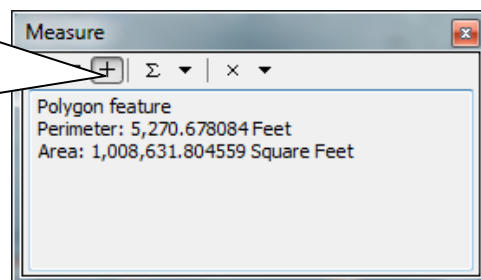 Measure
+ Σ ▼ × ▼
Polygon feature
Perimeter: 5,270.678084 Feet
Area: 1,008,631.804559 Square Feet